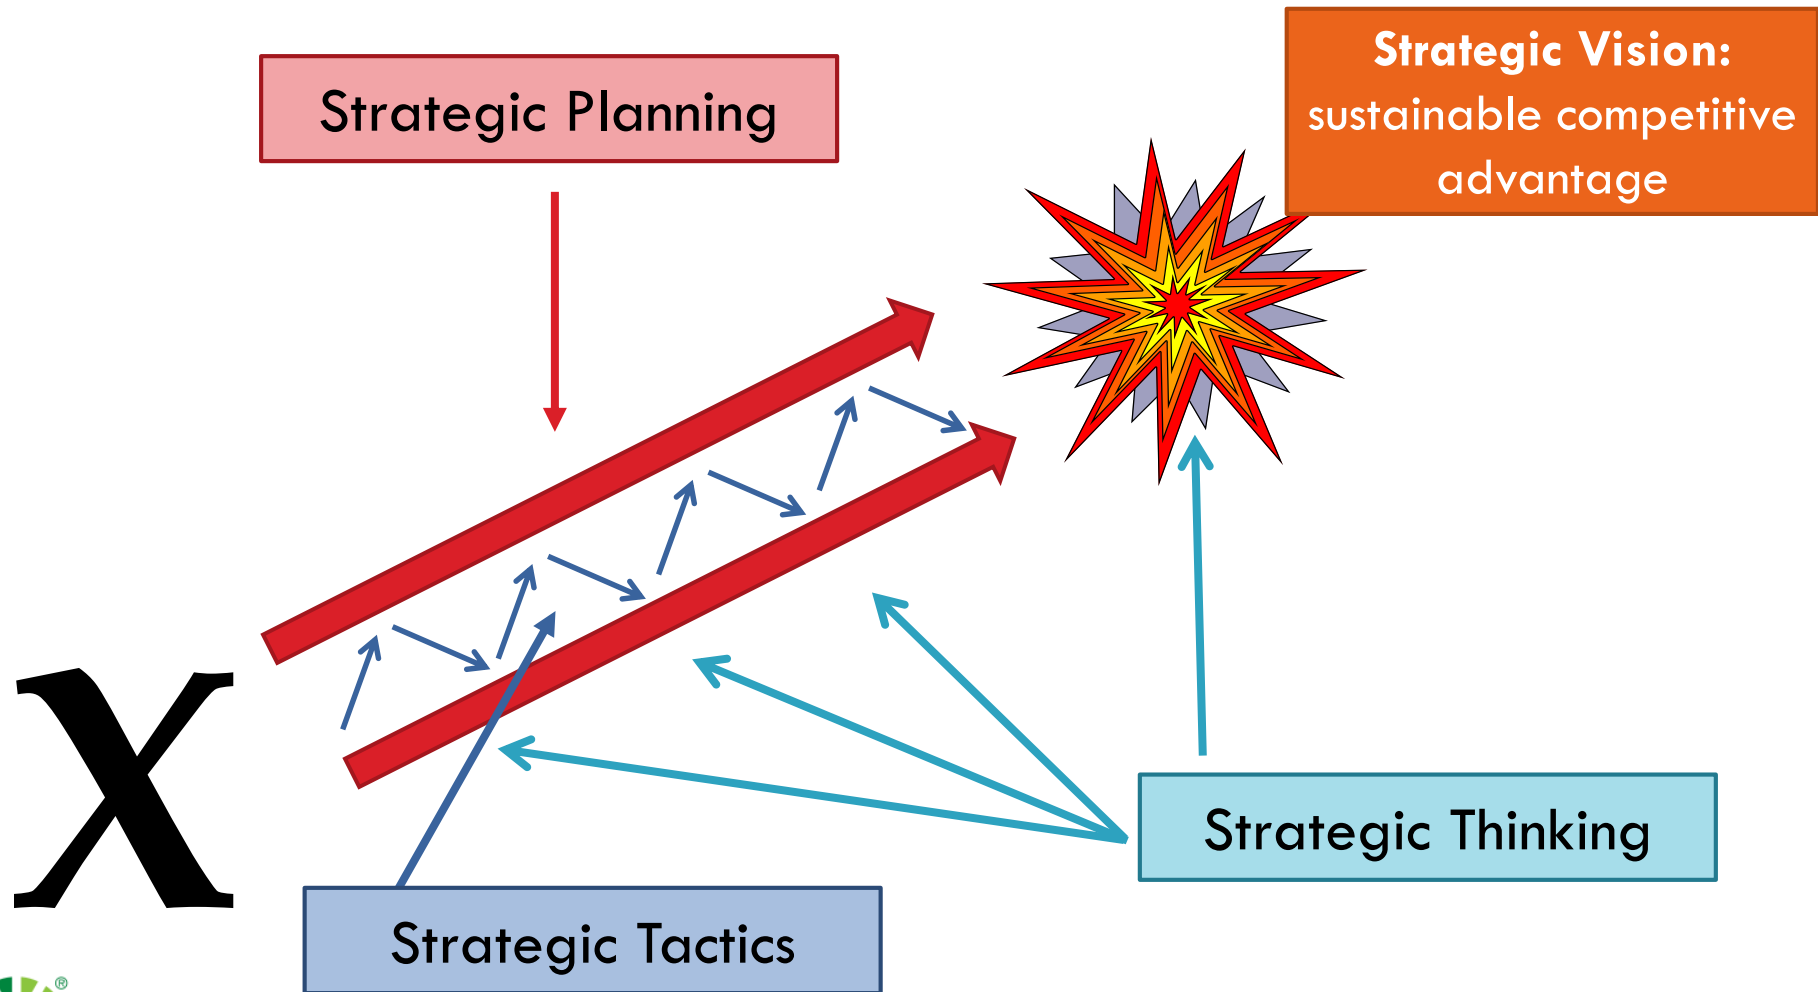 Strategic Vision:
sustainable competitive
advantage
Strategic Planning
X
Strategic Thinking
Strategic Tactics
®